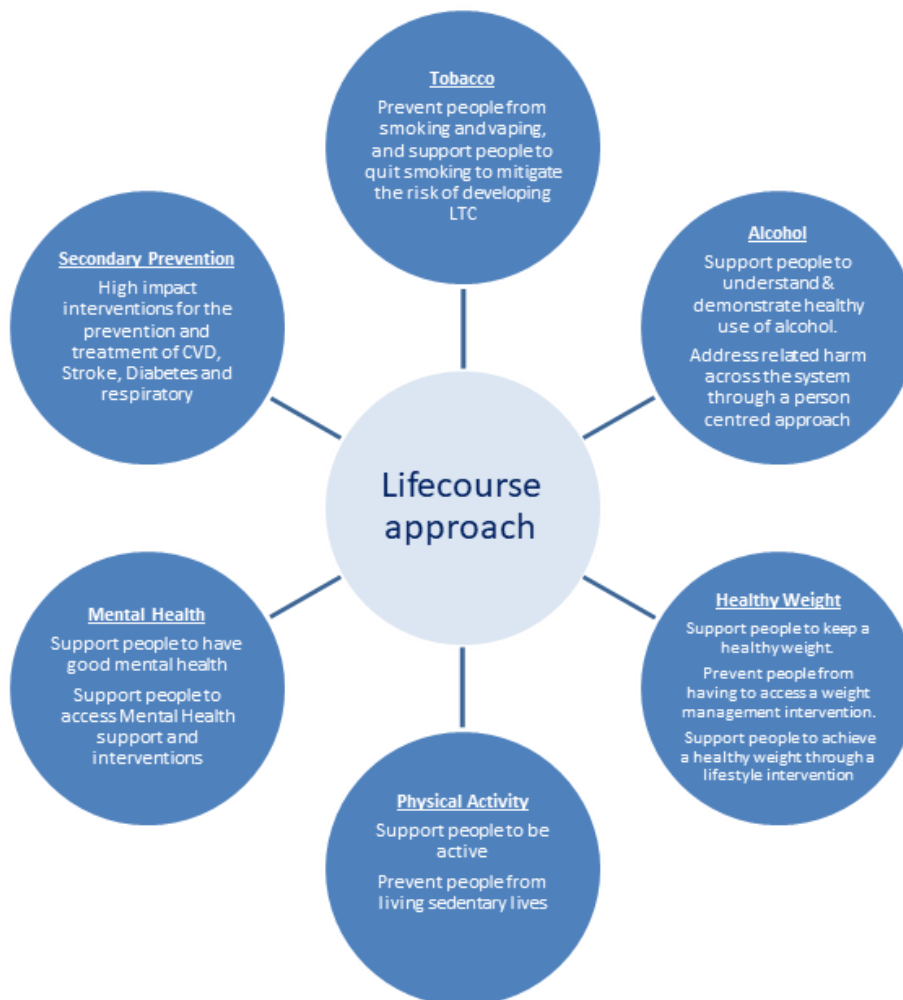 Tobacco
Prevent people from
smoking and vaping,
and support people to
quit smoking to mitigate
the risk of developing
LTC
Alcohol
Support people to
understand &
demonstrate healthy
use of alcohol.
Address related harm
across the system
through a person
centred approach
Healthy Weight
Support people to keep a
healthy weight.
Prevent people from
having to access a weight
management intervention.
Support people to achieve
a healthy weight through a
lifestyle intervention
Physical Activity
Support people to be
active
Prevent people from
living sedentary lives
Mental Health
Support people to have
good mental health
Support people to
access Mental Health
support and
interventions
Secondary Prevention
High impact
interventions for the
prevention and
treatment of CVD,
Stroke, Diabetes and
respiratory
Lifecourse
approach